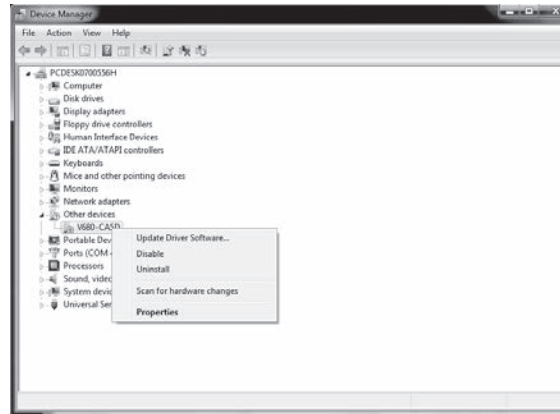 Device Manager
File Action View Help
PCDESK0700556H
Computer
Disk drives
Display adapters
Floppy drive controllers
Human Interface Devices
IDE ATA/ATAPI controllers
Keyboards
Mice and other pointing devices
Monitors
Network adapters
Other devices
V680-CA5D
Portable Dev
Ports (COM
Processors
Sound, video
System devic
Universal Ser
Update Driver Software...
Disable
Uninstall
Scan for hardware changes
Properties